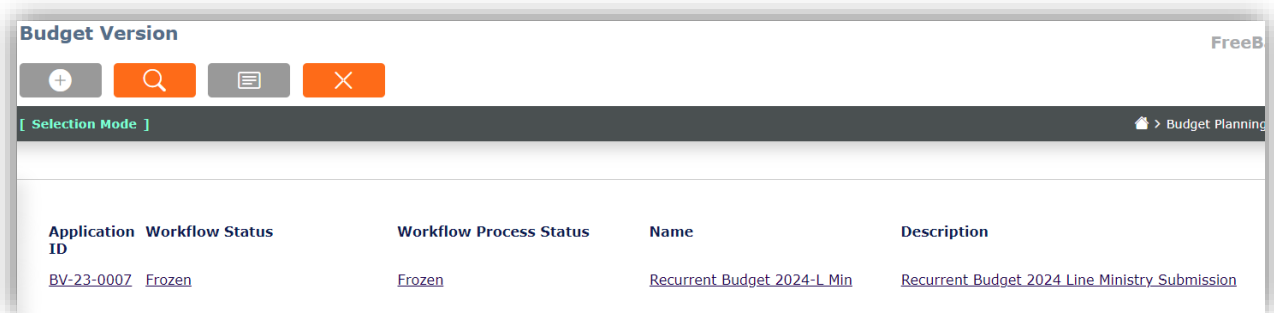 Budget Version
FreeB
[ Selection Mode ]
> Budget Planning
Application ID Workflow Status Workflow Process Status Name Description
BV-23-0007 Frozen Frozen Recurrent Budget 2024-L Min Recurrent Budget 2024 Line Ministry Submission